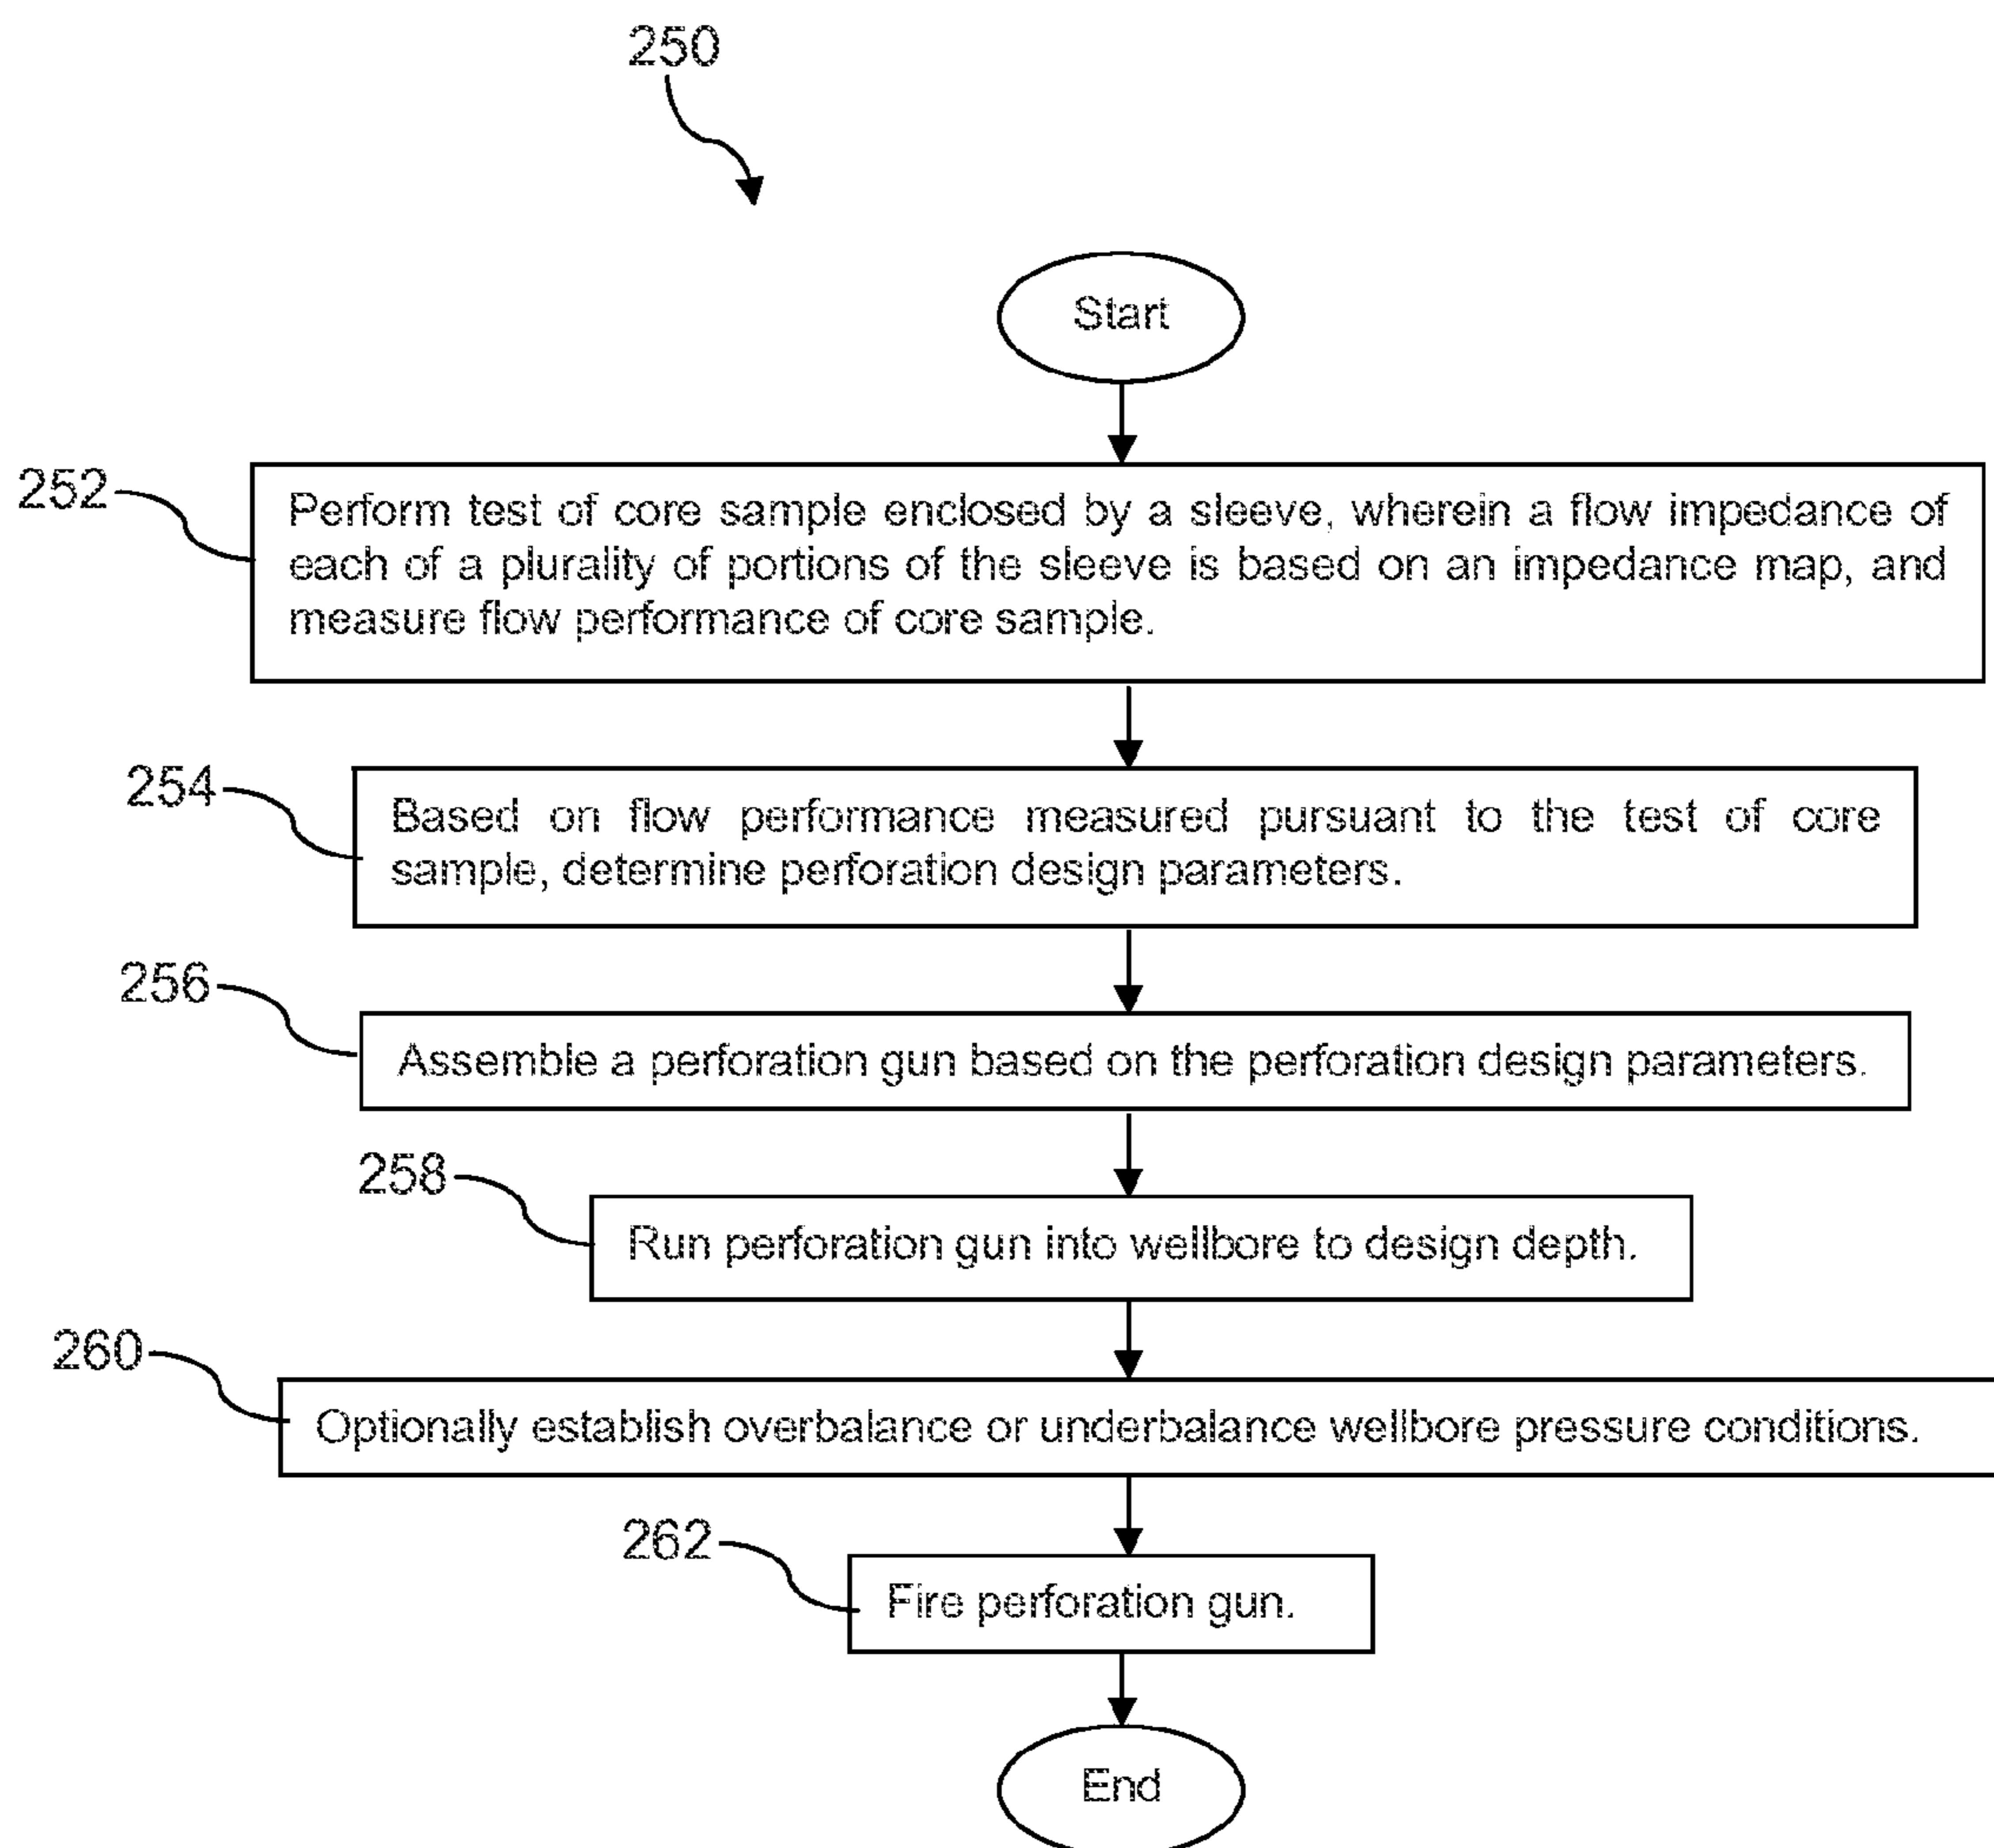 250
Start
252
Perform test of core sample enclosed by a sleeve, wherein a flow impedance of
each of a plurality of portions of the sleeve is based on an impedance map, and
measure flow performance of core sample.
254
Based on flow performance measured pursuant to the test of core
sample, determine perforation design parameters.
256
Assemble a perforation gun based on the perforation design parameters.
258
Run perforation gun into wellbore to design depth.
260
Optionally establish overbalance or underbalance wellbore pressure conditions.
262
Fire perforation gun.
End